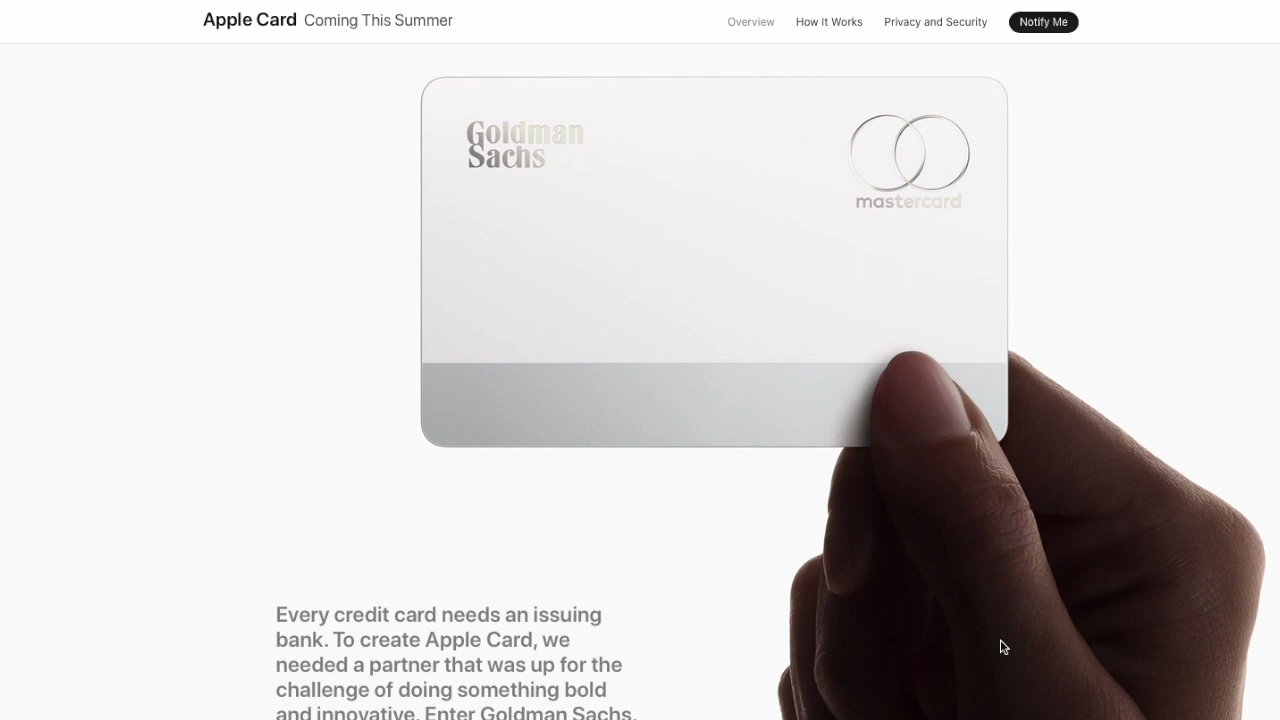 Apple Card Coming This Summer
Overview How It Works Privacy and Security Notify Me
Goldman
Sachs
mastercard
Every credit card needs an issuing
bank. To create Apple Card, we
needed a partner that was up for the
challenge of doing something bold
and innovative. Enter Goldman Sachs.